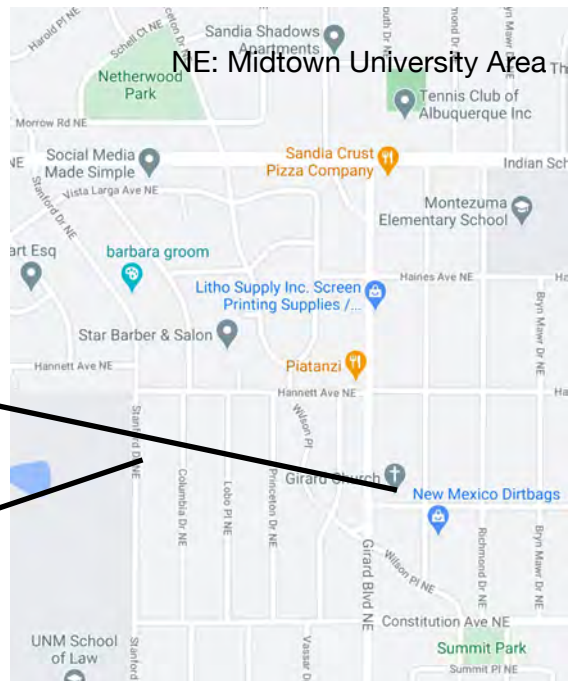 Harold Pl NE
Schell Ct NE
Princeton Dr NE
Sandia Shadows
Apartments
NE: Midtown University Area
Netherwood
Park
Tennis Club of
Albuquerque Inc
Morrow Rd NE
Social Media
Made Simple
Sandia Crust
Pizza Company
Indian Sch
Stanford Dr NE
Vista Larga Ave NE
Montezuma
Elementary School
art Esq
barbara groom
Haines Ave NE
Litho Supply Inc. Screen
Printing Supplies /...
Star Barber & Salon
Bryn Mawr Dr NE
Hannett Ave NE
Piatanzi
Hannett Ave NE
Ha
Stanford Dr NE
Columbia Dr NE
Lobo Pl NE
Princeton Dr NE
Wilson Pl
Girard Church
New Mexico Dirtbags
Girard Blvd NE
Wilson Pl NE
Richmond Dr NE
Bryn Mawr Dr NE
Constitution Ave NE
UNM School
of Law
Stanford
Vassar D
Summit Park
Summit Pl NE